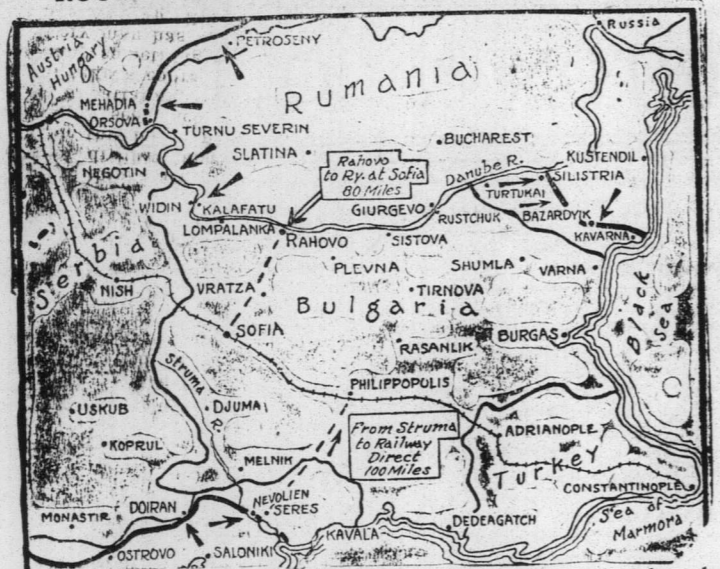 Russia
Austria
Hungary
PETROSENY
Rumania
MEHADIA
ORSOVA
TURNU SEVERIN
SLATINA
BUCHAREST
Rahovo
to Ry. at Sofia
80 Miles
KUSTENDIL
Danube R.
SILISTRIA
TURTUKAI
NEGOTIN
WIDIN
KALAFATU
GIURGEVO
RUSTCHUK
BAZARDYIK
KAVARNA
LOMPALANKA
RAHOVO
SISTOVA
Serbia
PLEVNA
SHUMLA
VARNA
NISH
VRATZA
TIRNOVA
Bulgaria
Black
Sea
SOFIA
BURGAS
RASANLIK
Struma
R.
PHILIPPOPOLIS
USKUB
DJUMA
From Struma
to Railway
Direct
100 Miles
ADRIANOPLE
KOPRUL
MELNIK
Turkey
CONSTANTINOPLE
NEVOLIEN
SERES
MONASTIR
DOIRAN
KAVALA
DEDEAGATCH
Sea of
Marmora
OSTROVO
SALONIKI